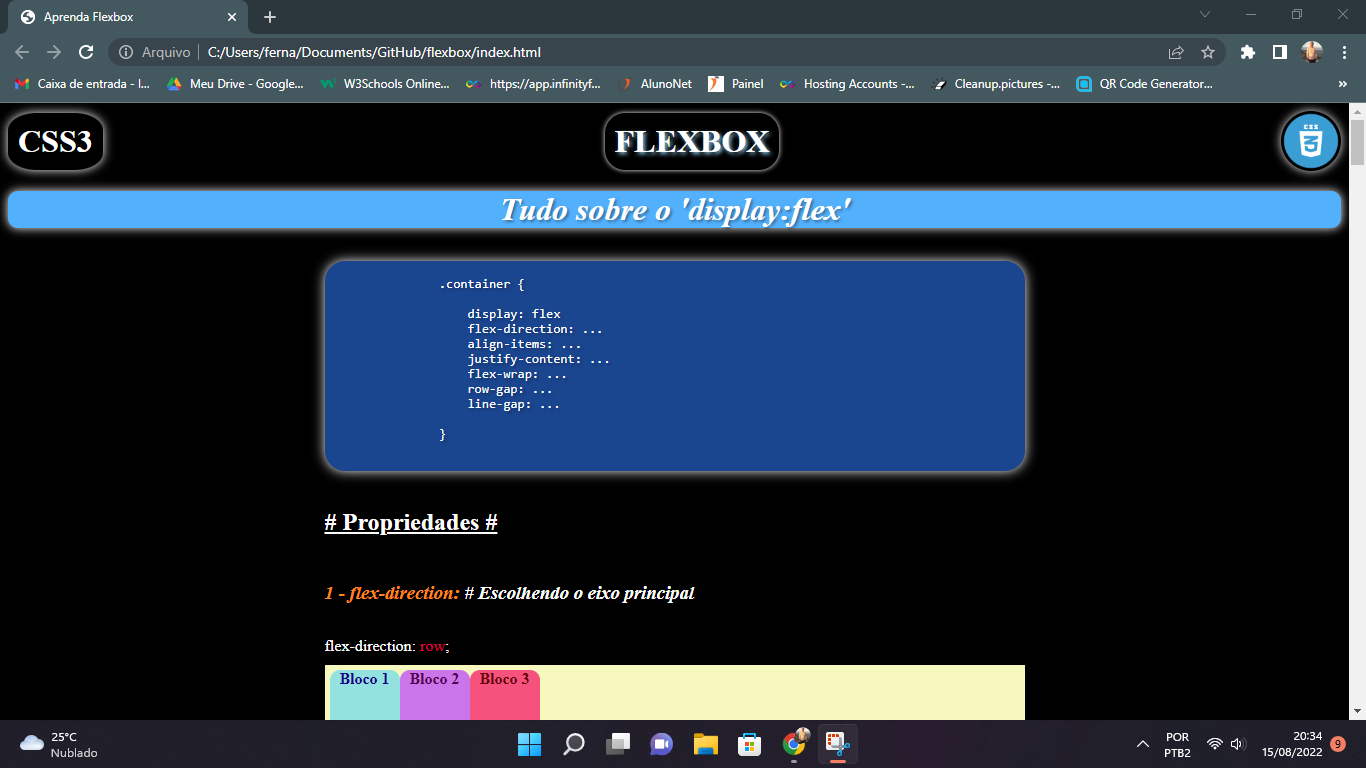 Aprenda Flexbox
Arquivo C:/Users/ferna/Documents/GitHub/flexbox/index.html
Caixa de entrada - I... Meu Drive - Google... W3Schools Online... https://app.infinityf... AlunoNet Painel Hosting Accounts -... Cleanup.pictures -... QR Code Generator... »
CSS3 FLEXBOX CSS
Tudo sobre o 'display:flex'
.container {
display: flex
flex-direction: ...
align-items: ...
justify-content: ...
flex-wrap: ...
row-gap: ...
line-gap: ...
}
# Propriedades #
1 - flex-direction: # Escolhendo o eixo principal
flex-direction: row;
Bloco 1 Bloco 2 Bloco 3
25°C
Nublado
POR
PTB2
20:34
15/08/2022
9